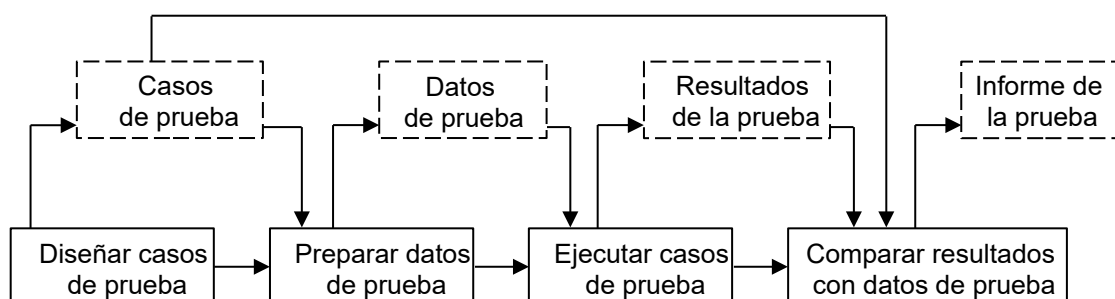 Casos
de prueba
Datos
de prueba
Resultados
de la prueba
Informe de
la prueba
Diseñar casos
de prueba
Preparar datos
de prueba
Ejecutar casos
de prueba
Comparar resultados
con datos de prueba